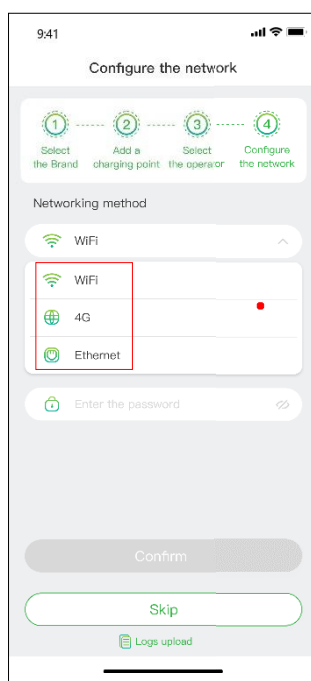 9:41
Configure the network
1 2 3 4
Select Add a Select Configure
the Brand charging point the operator the network
Networking method
WiFi
WiFi
4G
Ethernet
Enter the password
Confirm
Skip
Logs upload